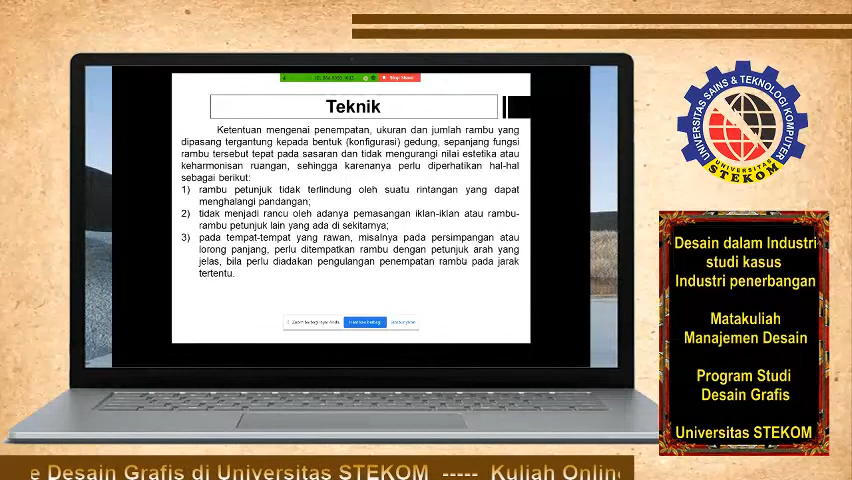 Stop Share
Teknik
Ketentuan mengenai penempatan, ukuran dan jumlah rambu yang
dipasang tergantung kepada bentuk (konfigurasi) gedung, sepanjang fungsi
rambu tersebut tepat pada sasaran dan tidak mengurangi nilai estetika atau
keharmonisan ruangan, sehingga karenanya perlu diperhatikan hal-hal
sebagai berikut:
1) rambu petunjuk tidak terlindung oleh suatu rintangan yang dapat
menghalangi pandangan;
2) tidak menjadi rancu oleh adanya pemasangan iklan-iklan atau rambu-
rambu petunjuk lain yang ada di sekitarnya;
3) pada tempat-tempat yang rawan, misalnya pada persimpangan atau
lorong panjang, perlu ditempatkan rambu dengan petunjuk arah yang
jelas, bila perlu diadakan pengulangan penempatan rambu pada jarak
tertentu.
UNIVERSITAS SAINS & TEKNOLOGI KOMPUTER
UNIVERSITAS
STEKOM
Desain dalam Industri
studi kasus
Industri penerbangan
Matakuliah
Manajemen Desain
Program Studi
Desain Grafis
Universitas STEKOM
e Desain Grafis di Universitas STEKOM ----- Kuliah Online